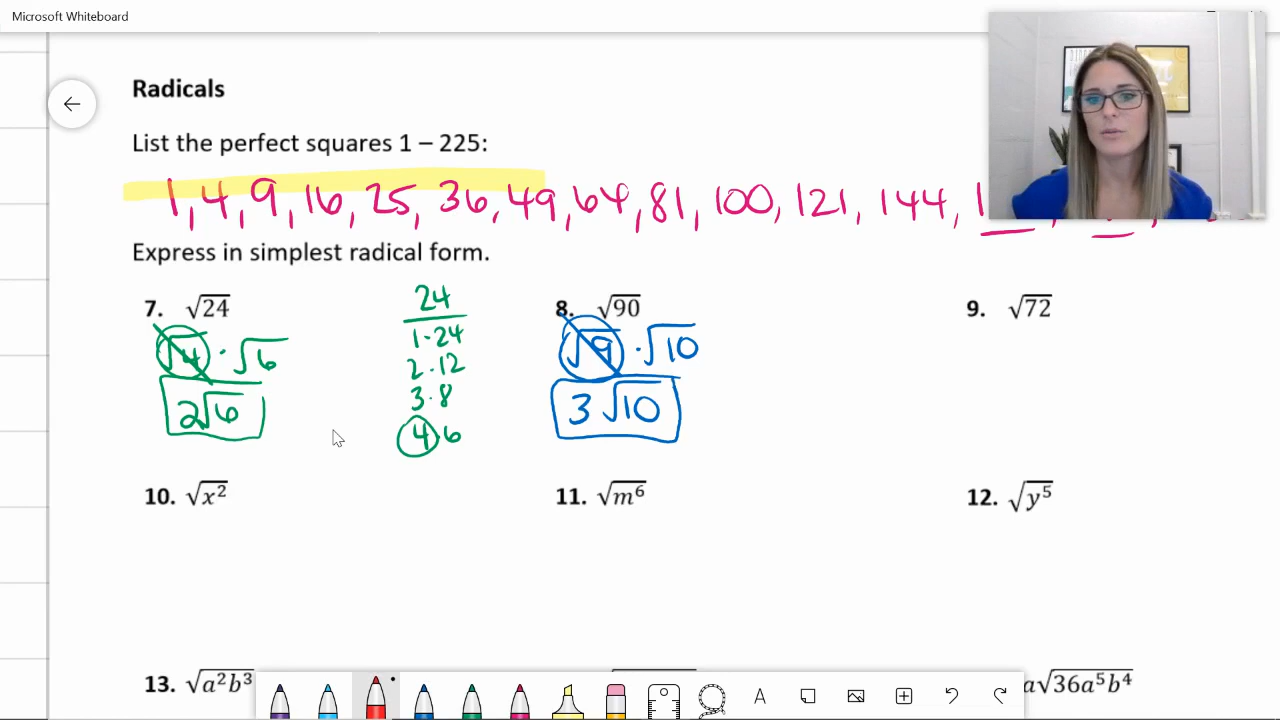 Microsoft Whiteboard
Radicals
List the perfect squares 1 – 225:
1, 4, 9, 16, 25, 36, 49, 64, 81, 100, 121, 144, 1
Express in simplest radical form.
7. √24
√4 · √6
2√6
24
1·24
2·12
3·8
4·6
8. √90
√9 · √10
3√10
9. √72
10. √x²
11. √m⁶
12. √y⁵
13. √a²b³
a√36a⁵b⁴
A